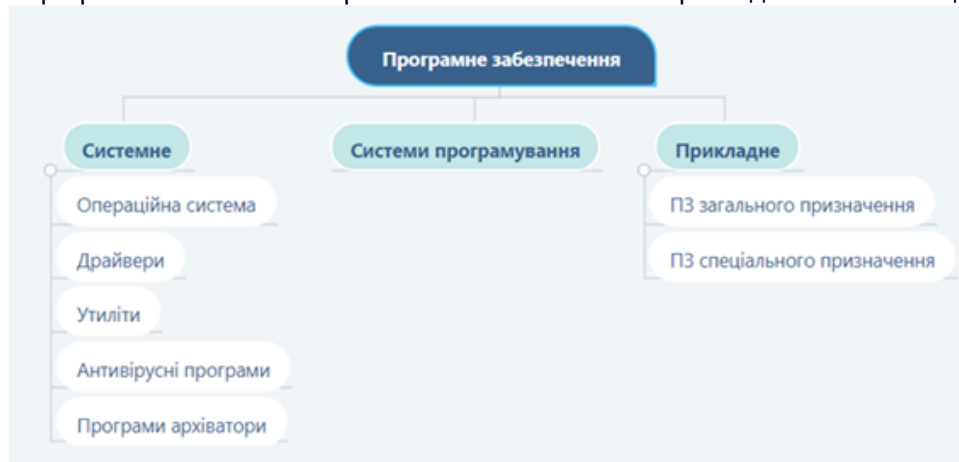 Програмне забезпечення
Системне
Системи програмування
Прикладне
Операційна система
ПЗ загального призначення
Драйвери
ПЗ спеціального призначення
Утиліти
Антивірусні програми
Програми архіватори